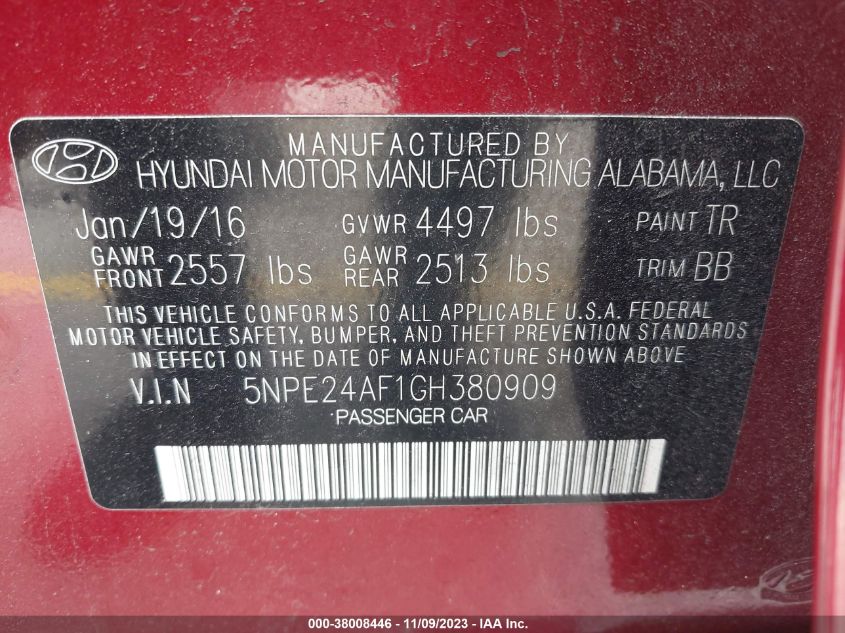 MANUFACTURED BY
HYUNDAI MOTOR MANUFACTURING ALABAMA, LLC
Jan/19/16 GVWR 4497 lbs PAINT TR
GAWR FRONT 2557 lbs GAWR REAR 2513 lbs TRIM BB
THIS VEHICLE CONFORMS TO ALL APPLICABLE U.S.A. FEDERAL
MOTOR VEHICLE SAFETY, BUMPER, AND THEFT PREVENTION STANDARDS
IN EFFECT ON THE DATE OF MANUFACTURE SHOWN ABOVE
V.I.N 5NPE24AF1GH380909
PASSENGER CAR
000-38008446 - 11/09/2023 - IAA Inc.